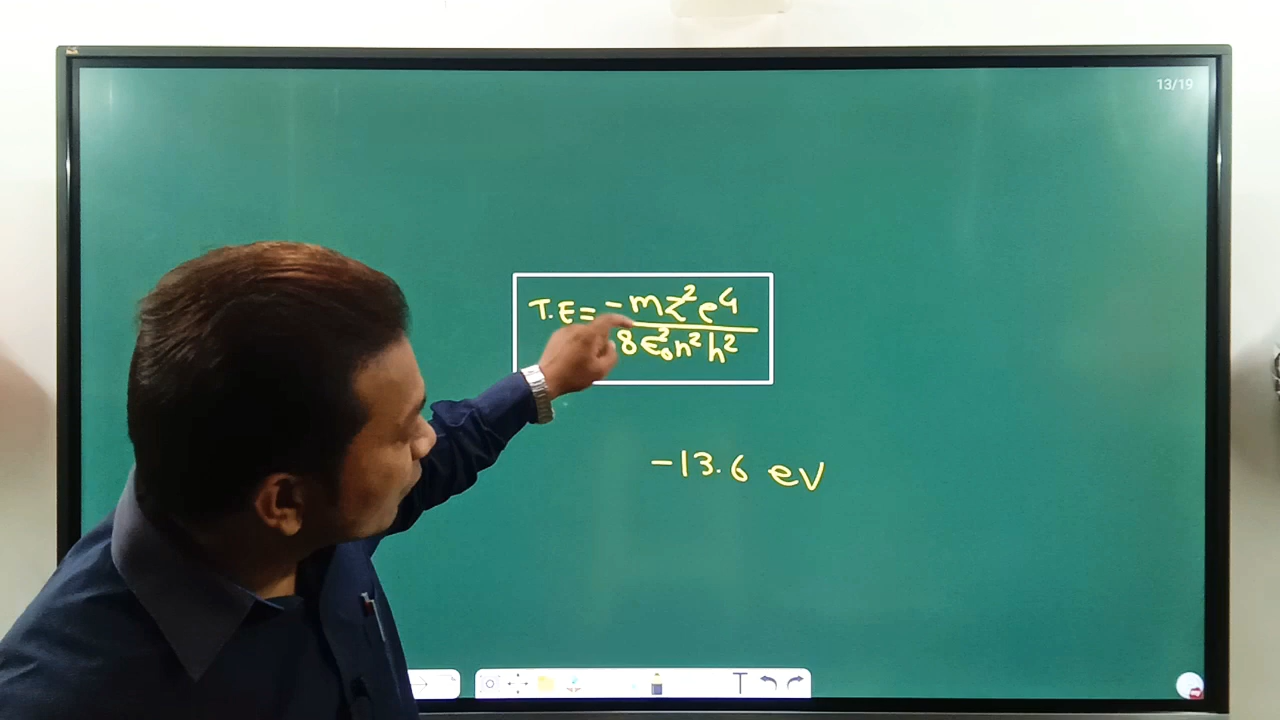 13/19
T.E = -mz²e⁴ / 8ϵ₀²n²h²
-13.6 eV
T